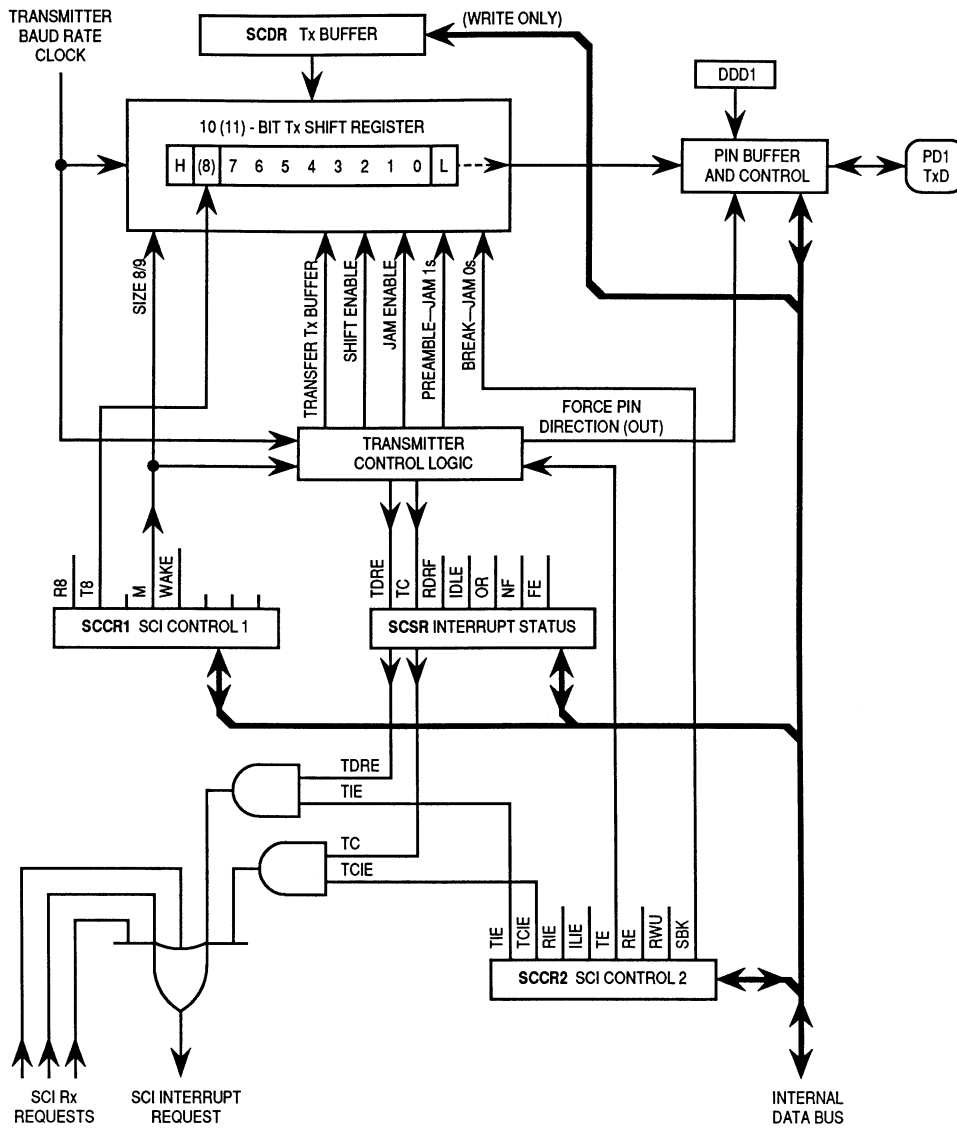 TRANSMITTER
BAUD RATE
CLOCK
SCDR Tx BUFFER
(WRITE ONLY)
DDD1
10 (11) - BIT Tx SHIFT REGISTER
H (8) 7 6 5 4 3 2 1 0 L
PIN BUFFER
AND CONTROL
PD1
TxD
SIZE 8/9
TRANSFER Tx BUFFER
SHIFT ENABLE
JAM ENABLE
PREAMBLE—JAM 1s
BREAK—JAM 0s
FORCE PIN
DIRECTION (OUT)
TRANSMITTER
CONTROL LOGIC
R8
T8
M
WAKE
TDRE
TC
RDRF
IDLE
OR
NF
FE
SCCR1 SCI CONTROL 1
SCSR INTERRUPT STATUS
TDRE
TIE
TC
TCIE
TIE
TCIE
RIE
ILIE
TE
RE
RWU
SBK
SCCR2 SCI CONTROL 2
SCI Rx
REQUESTS
SCI INTERRUPT
REQUEST
INTERNAL
DATA BUS